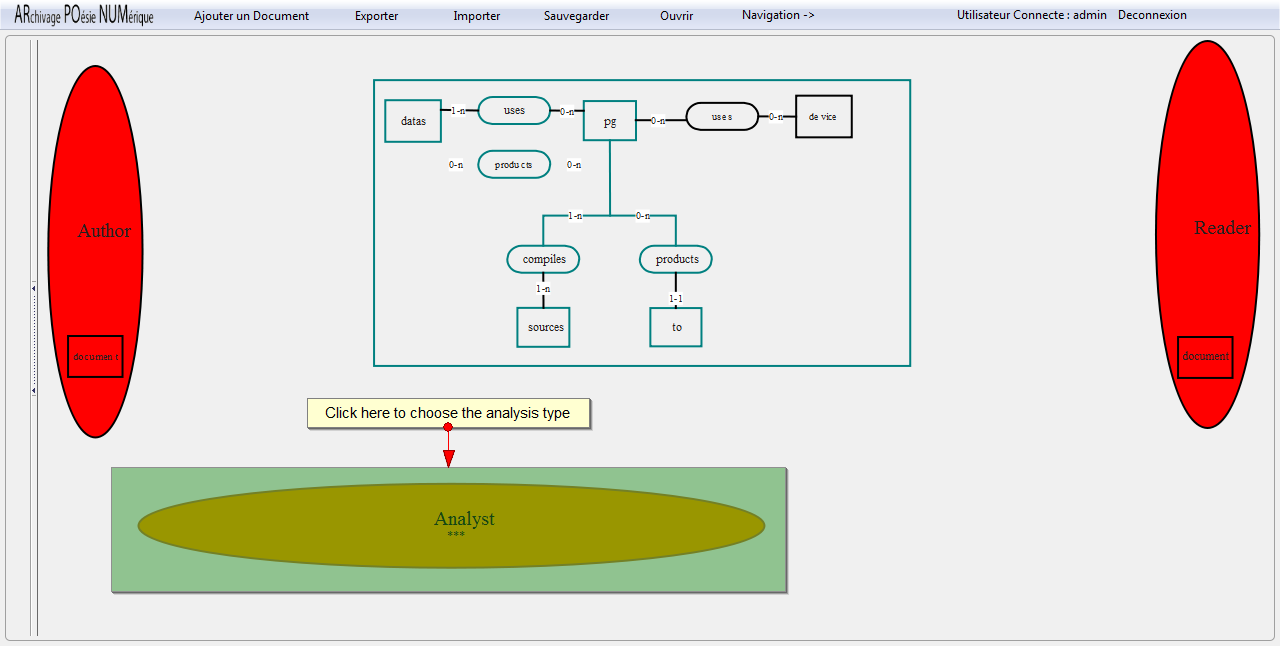 ARchivage POésie NUMérique
Ajouter un Document
Exporter
Importer
Sauvegarder
Ouvrir
Navigation ->
Utilisateur Connecte : admin
Deconnexion
datas
1-n
uses
0-n
pg
0-n
uses
0-n
device
0-n
products
0-n
1-n
0-n
Author
Reader
compiles
products
1-n
1-1
sources
to
document
document
Click here to choose the analysis type
Analyst
***